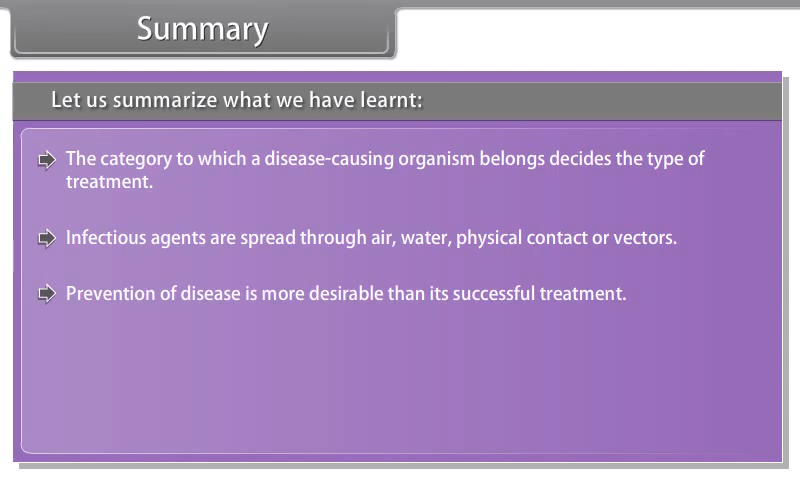 Summary
Let us summarize what we have learnt:
The category to which a disease-causing organism belongs decides the type of
treatment.
Infectious agents are spread through air, water, physical contact or vectors.
Prevention of disease is more desirable than its successful treatment.